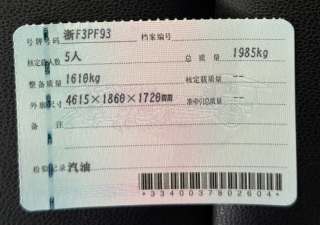 号牌号码 浙F3PF93 档案编号
核定载人数 5人 总质量 1985kg
整备质量 1610kg 核定载质量 --
外廓尺寸 4615×1860×1720mm 准牵引总质量 --
备注
检验记录 汽油
*3340037802604*